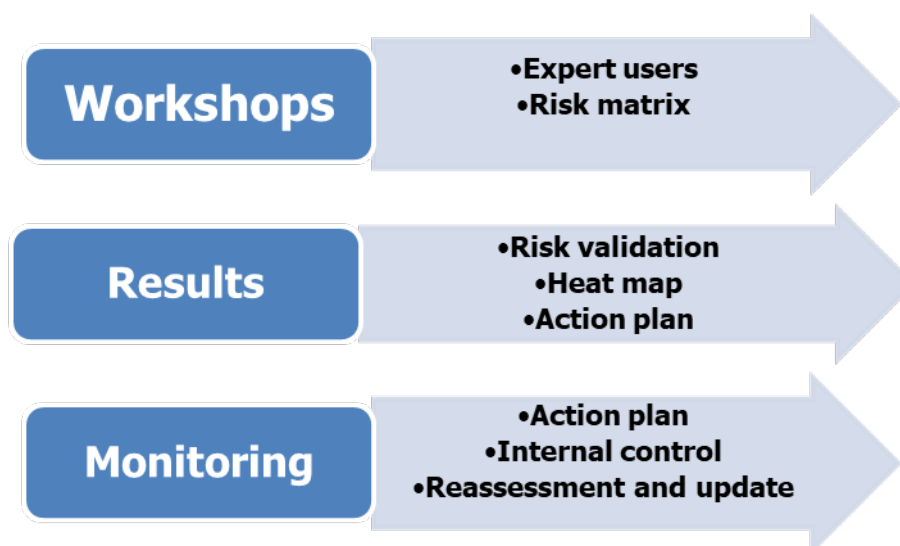 Workshops
•Expert users
•Risk matrix
Results
•Risk validation
•Heat map
•Action plan
Monitoring
•Action plan
•Internal control
•Reassessment and update